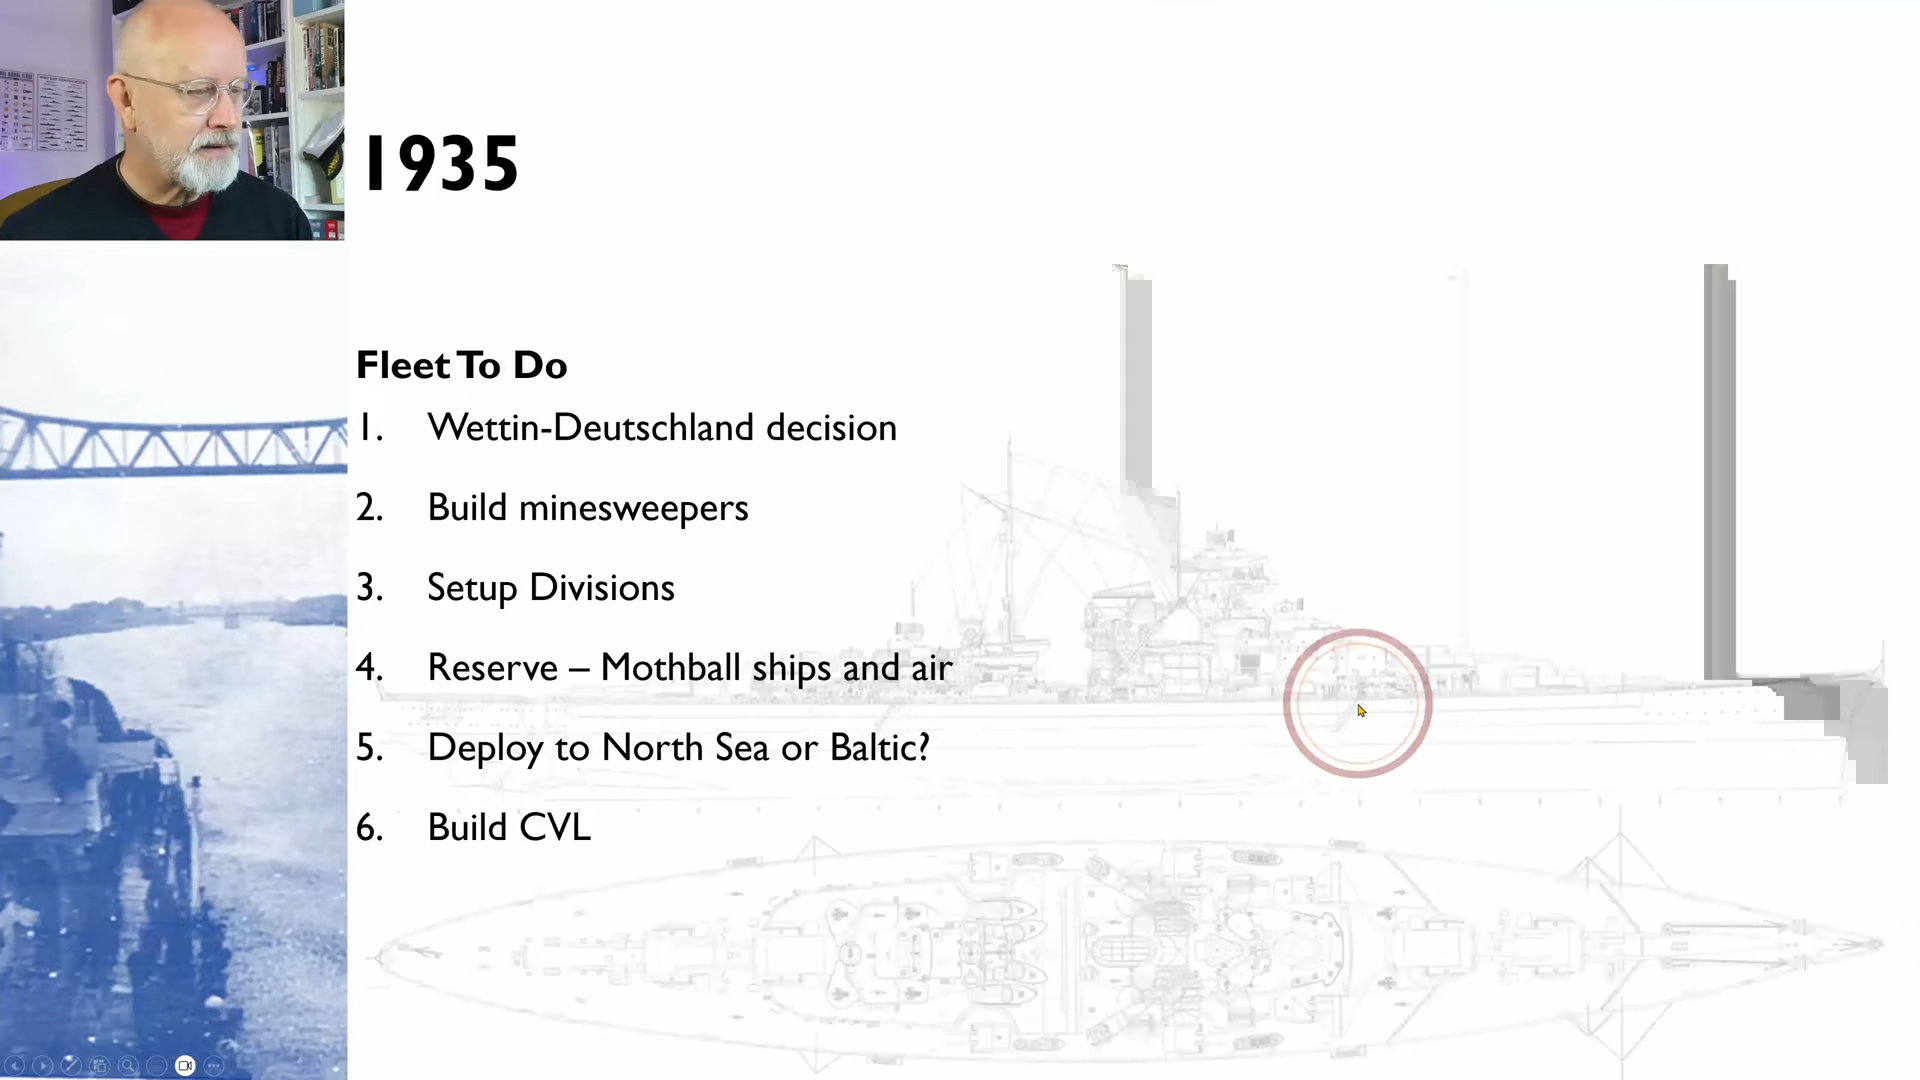 1935
Fleet To Do
1. Wettin-Deutschland decision
2. Build minesweepers
3. Setup Divisions
4. Reserve – Mothball ships and air
5. Deploy to North Sea or Baltic?
6. Build CVL